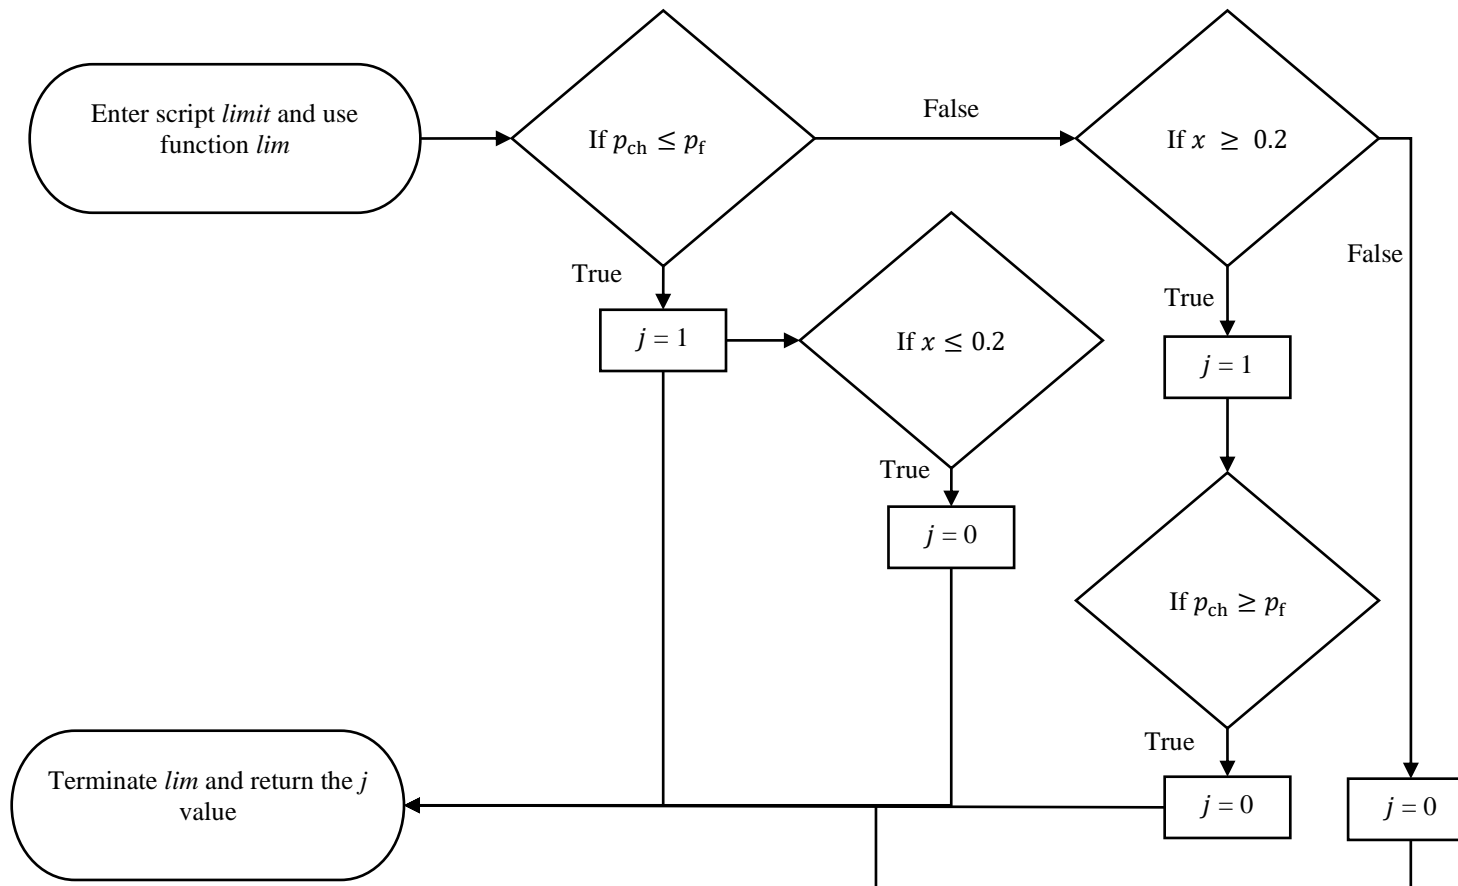 Enter script limit and use
function lim
If p_ch ≤ p_f
False
If x ≥ 0.2
True
j = 1
If x ≤ 0.2
True
j = 0
False
True
j = 1
If p_ch ≥ p_f
True
j = 0
j = 0
Terminate lim and return the j
value